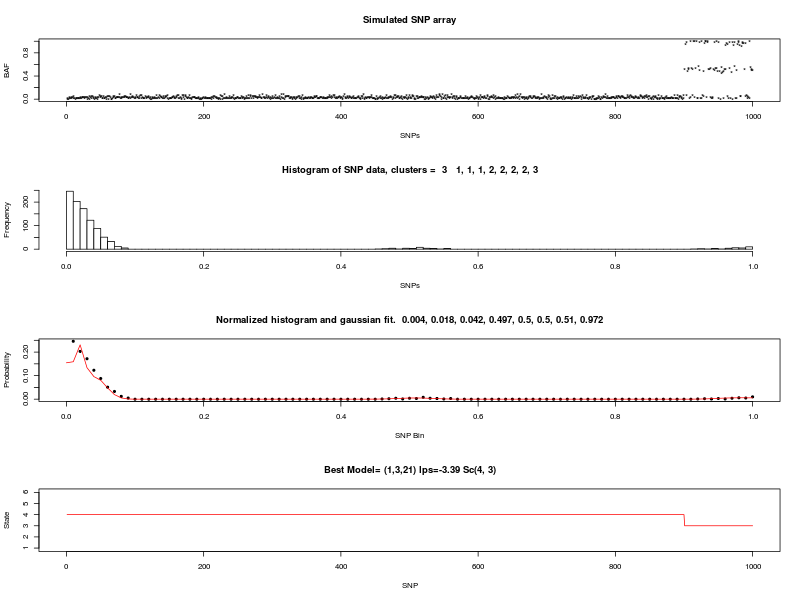 Simulated SNP array
BAF
0.0 0.4 0.8
0 200 400 600 800 1000
SNPs
Histogram of SNP data, clusters = 3 1, 1, 1, 2, 2, 2, 2, 3
Frequency
0 100 200
0.0 0.2 0.4 0.6 0.8 1.0
SNPs
Normalized histogram and gaussian fit. 0.004, 0.018, 0.042, 0.497, 0.5, 0.5, 0.51, 0.972
Probability
0.00 0.10 0.20
0.0 0.2 0.4 0.6 0.8 1.0
SNP Bin
Best Model= (1,3,21) lps=-3.39 Sc(4, 3)
State
1 2 3 4 5 6
0 200 400 600 800 1000
SNP